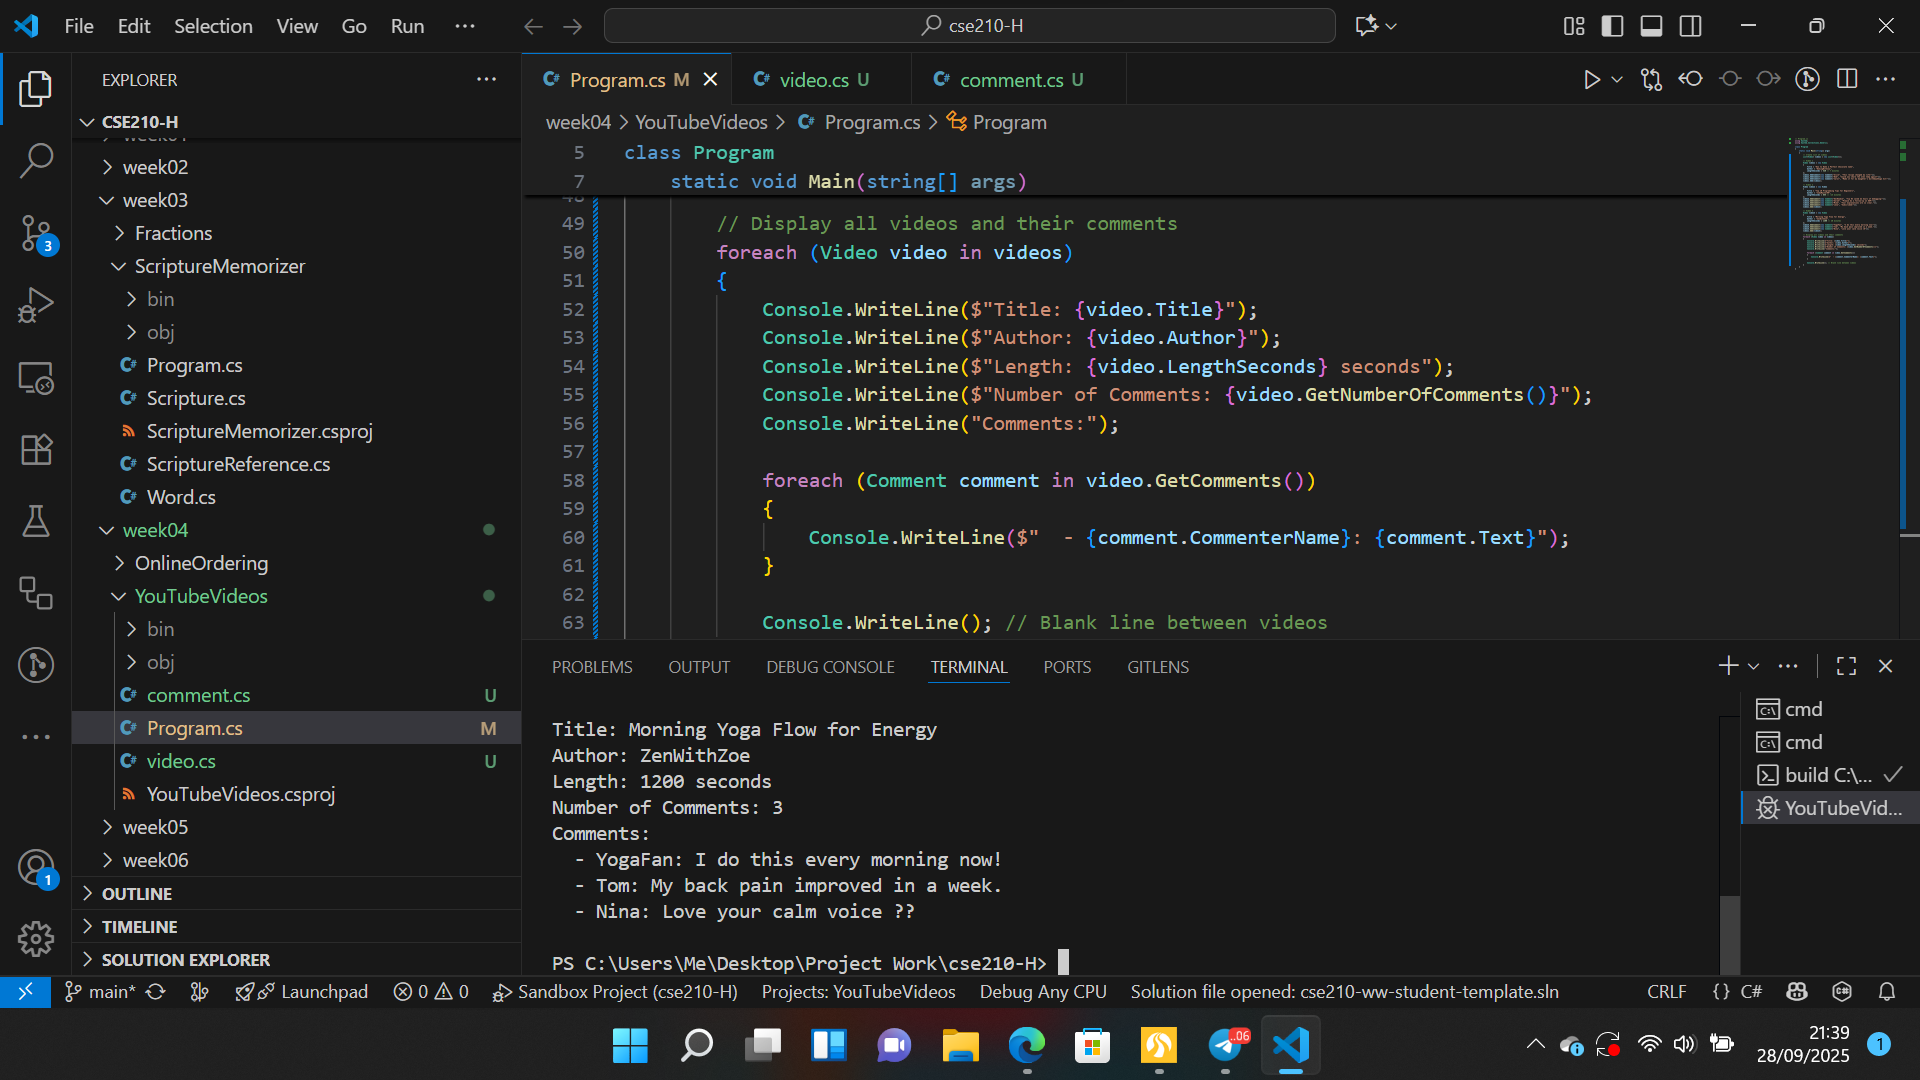 File Edit Selection View Go Run ...
cse210-H
EXPLORER
CSE210-H
week02
week03
Fractions
ScriptureMemorizer
bin
obj
Program.cs
Scripture.cs
ScriptureMemorizer.csproj
ScriptureReference.cs
Word.cs
week04
OnlineOrdering
YouTubeVideos
bin
obj
comment.cs U
Program.cs M
video.cs U
YouTubeVideos.csproj
week05
week06
OUTLINE
TIMELINE
SOLUTION EXPLORER
3
1
Program.cs M
video.cs U
comment.cs U
week04 > YouTubeVideos > Program.cs > Program
5 class Program
7 static void Main(string[] args)
49 // Display all videos and their comments
50 foreach (Video video in videos)
51 {
52 Console.WriteLine($"Title: {video.Title}");
53 Console.WriteLine($"Author: {video.Author}");
54 Console.WriteLine($"Length: {video.LengthSeconds} seconds");
55 Console.WriteLine($"Number of Comments: {video.GetNumberOfComments()}");
56 Console.WriteLine("Comments:");
57
58 foreach (Comment comment in video.GetComments())
59 {
60 Console.WriteLine($"  - {comment.CommenterName}: {comment.Text}");
61 }
62
63 Console.WriteLine(); // Blank line between videos
PROBLEMS OUTPUT DEBUG CONSOLE TERMINAL PORTS GITLENS
Title: Morning Yoga Flow for Energy
Author: ZenWithZoe
Length: 1200 seconds
Number of Comments: 3
Comments:
- YogaFan: I do this every morning now!
- Tom: My back pain improved in a week.
- Nina: Love your calm voice ??
PS C:\Users\Me\Desktop\Project Work\cse210-H>
cmd
cmd
build C:\...
YouTubeVid...
main* Launchpad 0 0 Sandbox Project (cse210-H) Projects: YouTubeVideos Debug Any CPU Solution file opened: cse210-ww-student-template.sln CRLF {} C#
..06
21:39
28/09/2025
1